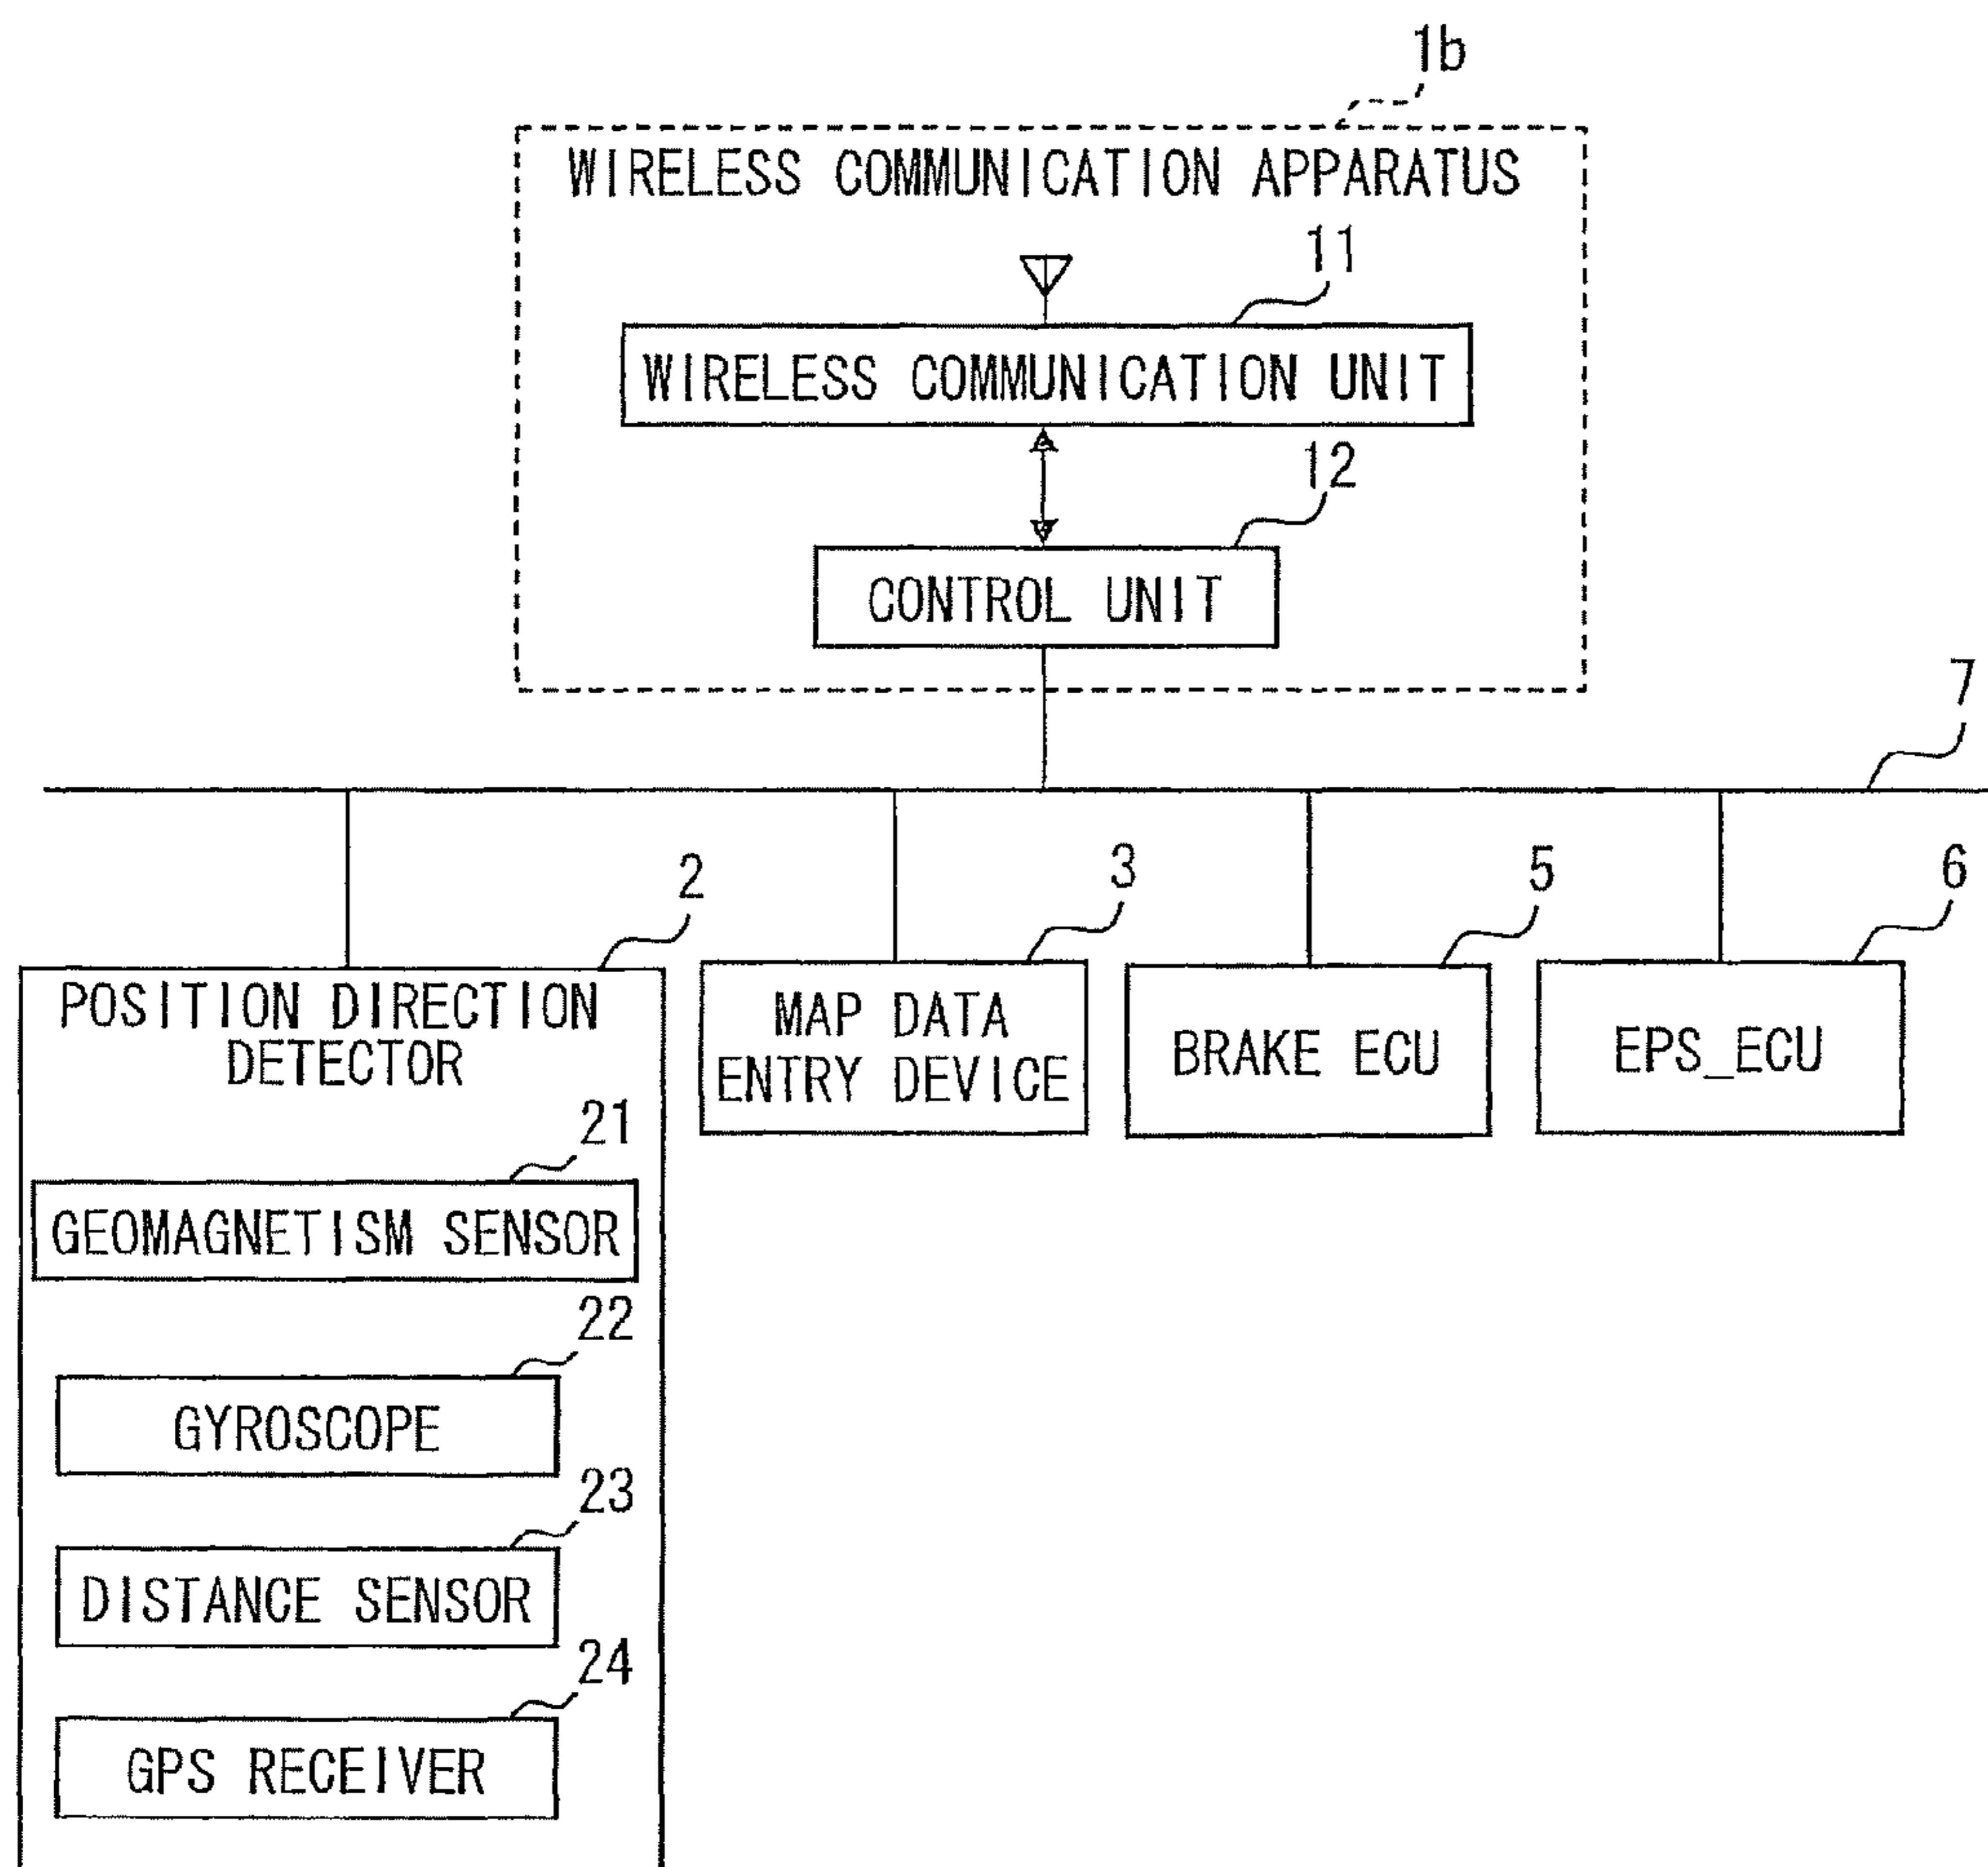 1b
WIRELESS COMMUNICATION APPARATUS
11
WIRELESS COMMUNICATION UNIT
12
CONTROL UNIT
7
2
3
5
6
POSITION DIRECTION
DETECTOR
MAP DATA
ENTRY DEVICE
BRAKE ECU
EPS_ECU
21
GEOMAGNETISM SENSOR
22
GYROSCOPE
23
DISTANCE SENSOR
24
GPS RECEIVER